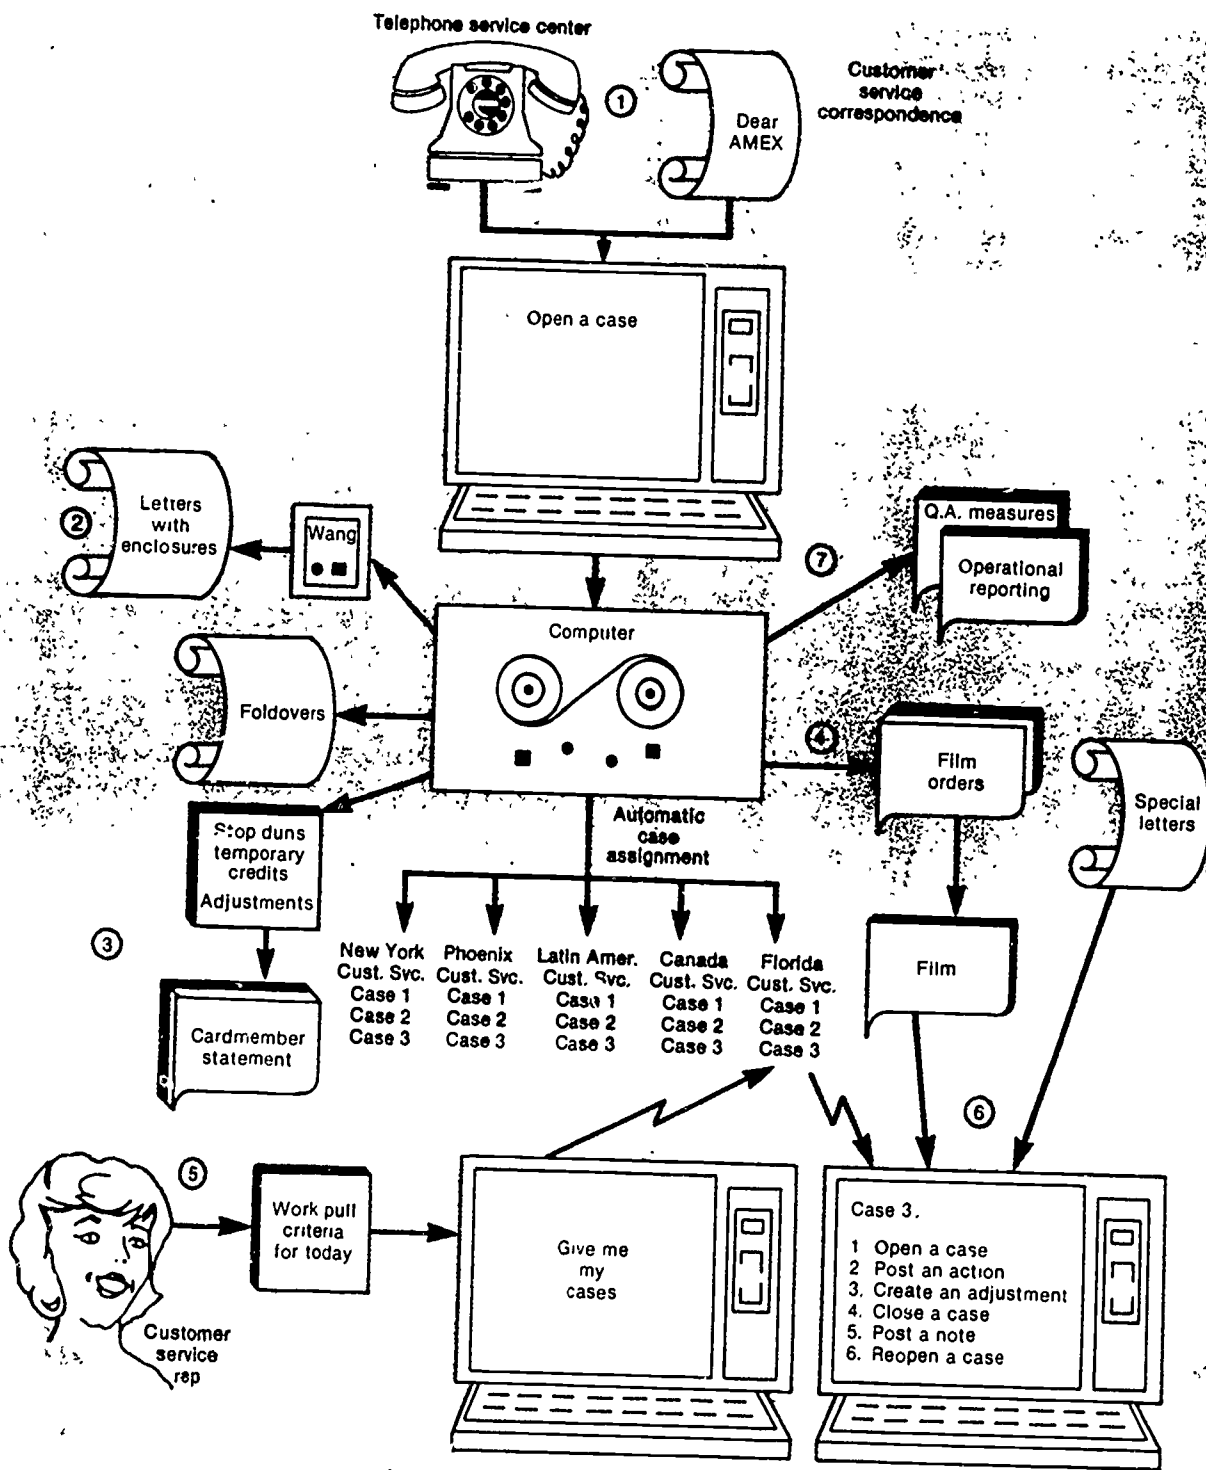 Telephone service center
1
Dear
AMEX
Customer
service
correspondence
Open a case
2
Letters
with
enclosures
Wang
7
Q.A. measures
Operational
reporting
Computer
Foldovers
4
Film
orders
Special
letters
Stop duns
temporary
credits
Adjustments
Automatic
case
assignment
3
Cardmember
statement
New York
Cust. Svc.
Case 1
Case 2
Case 3
Phoenix
Cust. Svc.
Case 1
Case 2
Case 3
Latin Amer.
Cust. Svc.
Case 1
Case 2
Case 3
Canada
Cust. Svc.
Case 1
Case 2
Case 3
Florida
Cust. Svc.
Case 1
Case 2
Case 3
Film
6
5
Customer
service
rep
Work pull
criteria
for today
Give me
my
cases
Case 3.
1 Open a case
2 Post an action
3. Create an adjustment
4. Close a case
5. Post a note
6. Reopen a case